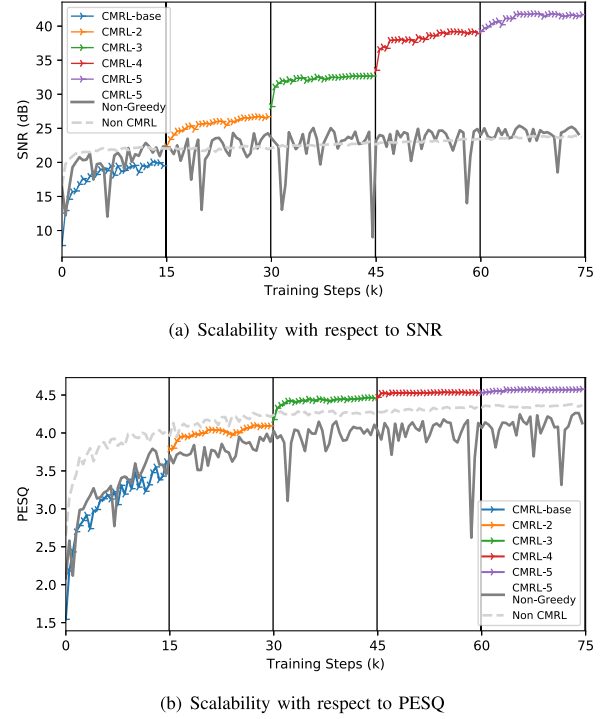 40
35
30
25
20
15
10
SNR (dB)
CMRL-base
CMRL-2
CMRL-3
CMRL-4
CMRL-5
CMRL-5
Non-Greedy
Non CMRL
0 15 30 45 60 75
Training Steps (k)
(a) Scalability with respect to SNR
4.5
4.0
3.5
3.0
2.5
2.0
1.5
PESQ
CMRL-base
CMRL-2
CMRL-3
CMRL-4
CMRL-5
CMRL-5
Non-Greedy
Non CMRL
0 15 30 45 60 75
Training Steps (k)
(b) Scalability with respect to PESQ